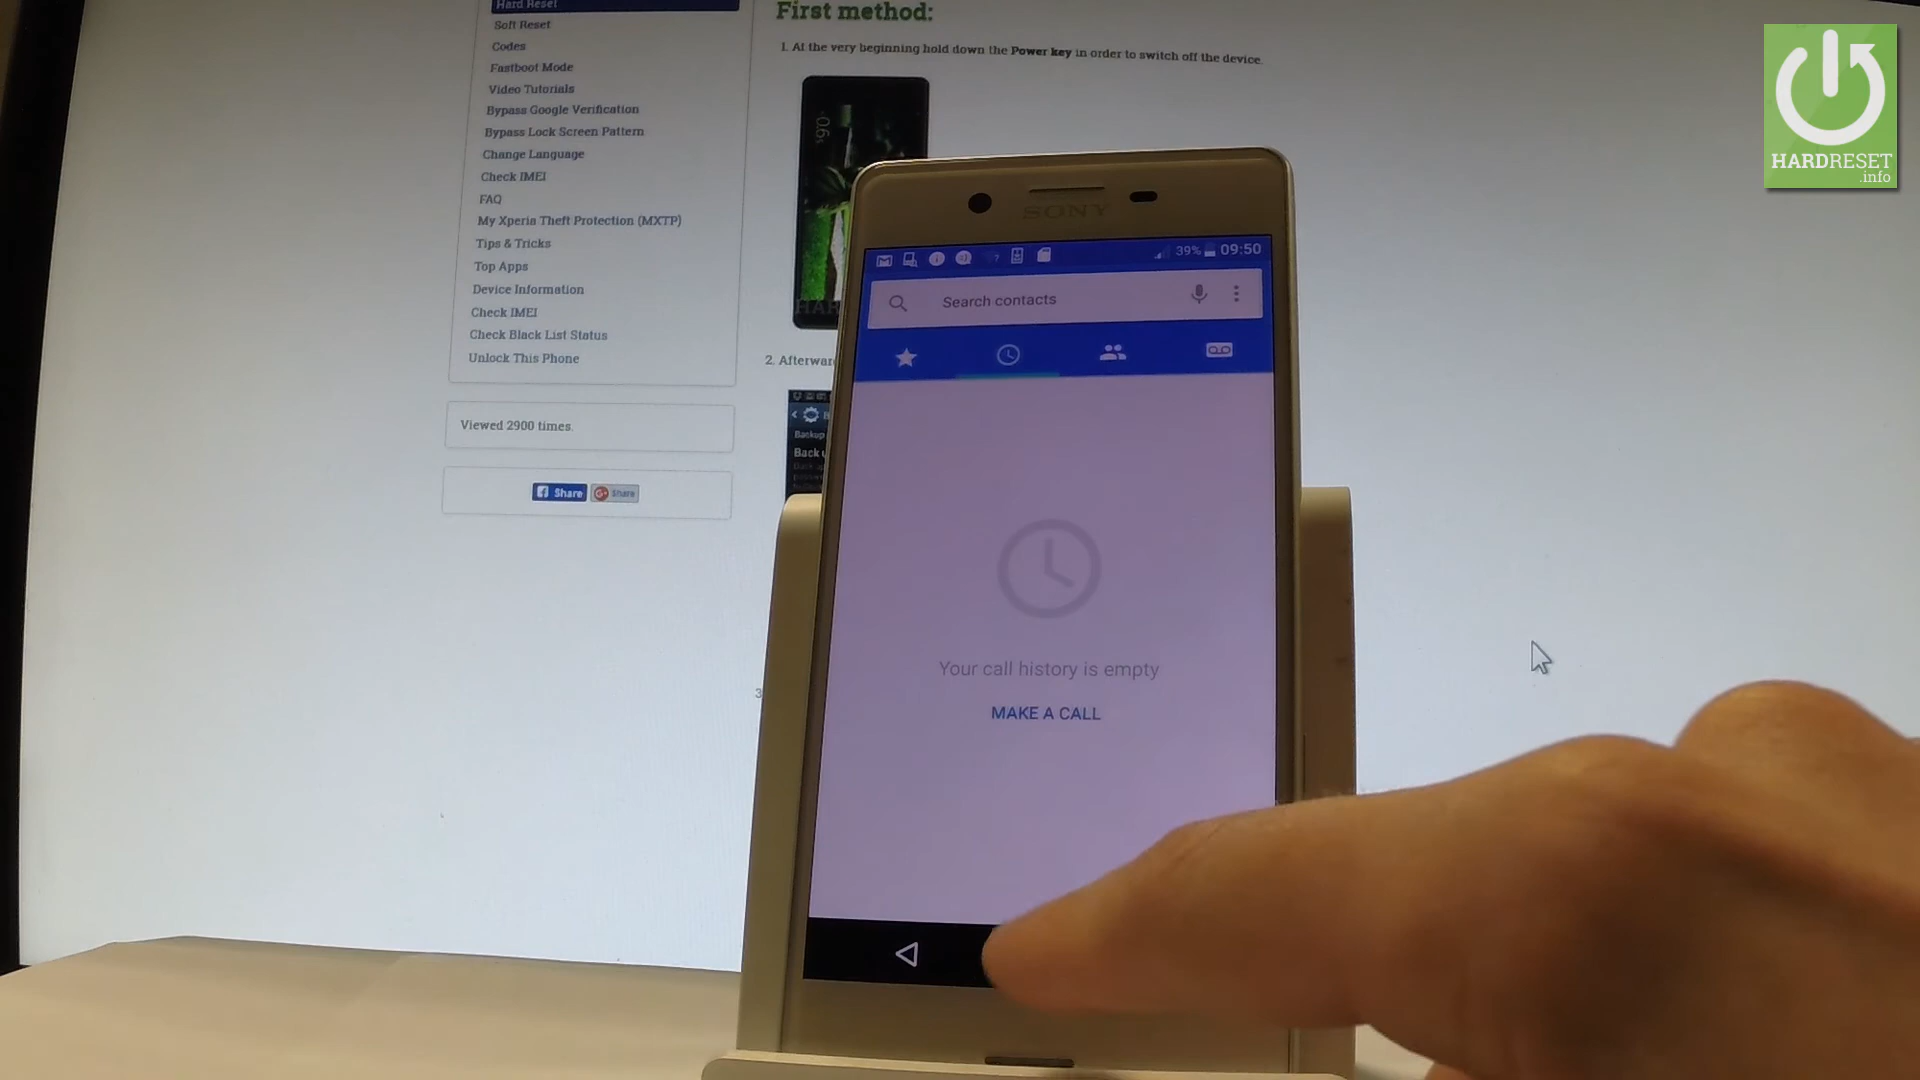 Hard Reset
Soft Reset
Codes
Fastboot Mode
Video Tutorials
Bypass Google Verification
Bypass Lock Screen Pattern
Change Language
Check IMEI
FAQ
My Xperia Theft Protection (MXTP)
Tips & Tricks
Top Apps
Device Information
Check IMEI
Check Black List Status
Unlock This Phone
Viewed 2900 times.
Share
Share
First method:
1. At the very beginning hold down the Power key in order to switch off the device.
2.
Backup
3
SONY
39% 09:50
Search contacts
Your call history is empty
MAKE A CALL
HARDRESET
.info